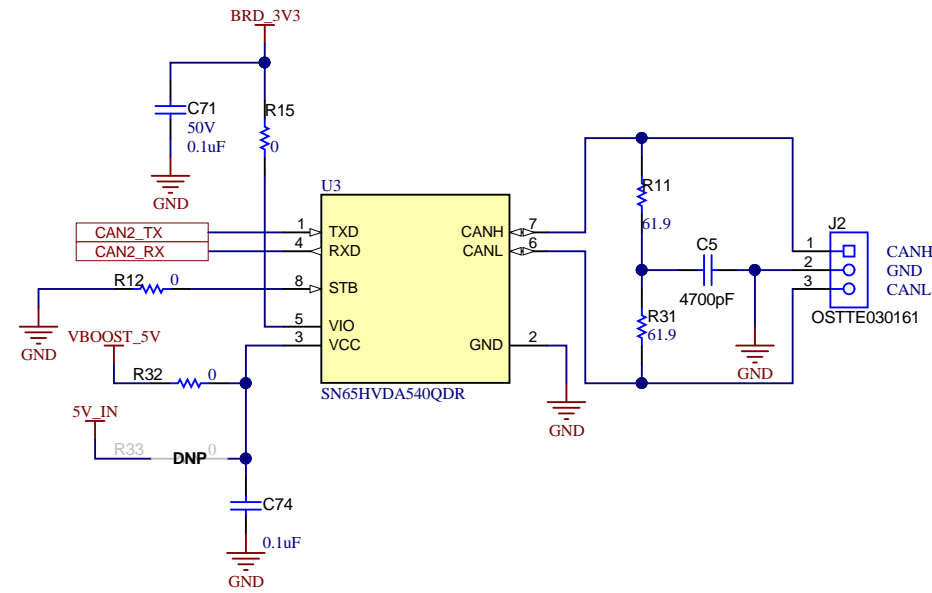 BRD_3V3
C71
50V
0.1uF
GND
R15
0
U3
CAN2_TX
CAN2_RX
1
4
8
5
3
TXD
RXD
STB
VIO
VCC
CANH
CANL
GND
7
6
2
SN65HVDA540QDR
R12
0
GND
VBOOST_5V
R32
0
5V_IN
R33
DNP
0
C74
0.1uF
GND
GND
R11
61.9
C5
4700pF
R31
61.9
GND
J2
1
2
3
CANH
GND
CANL
OSTTE030161